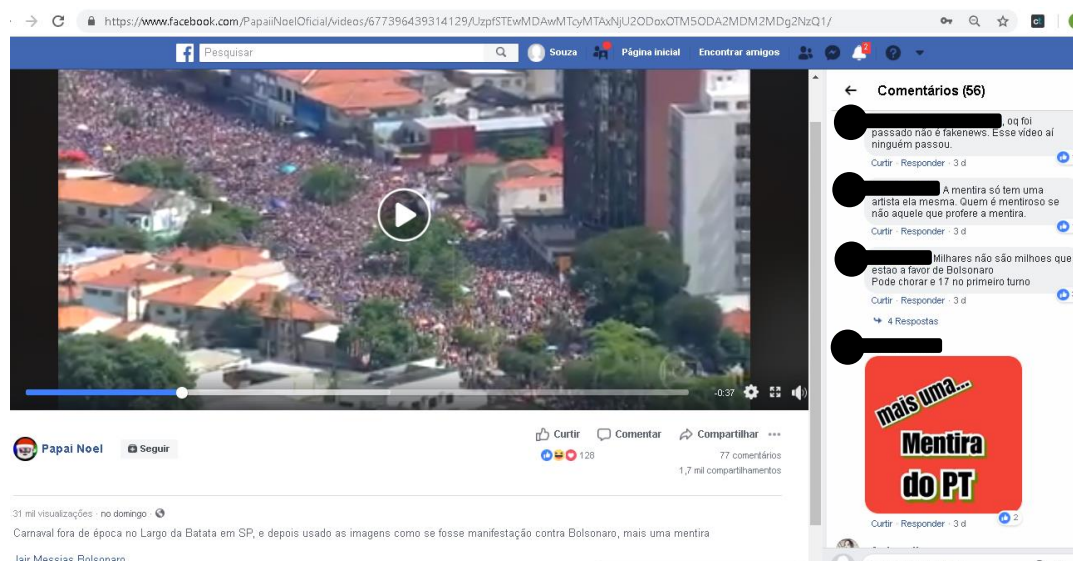 https://www.facebook.com/PapaiiNoelOficial/videos/677396439314129/UzpfSTEwMDAwMTcyMTAxNjU2ODoxOTM5ODA2MDM2MDg2NzQ1/
Pesquisar
Souza
Página inicial
Encontrar amigos
2
Comentários (56)
, oq foi
passado não é fakenews. Esse vídeo aí
ninguém passou.
Curtir · Responder · 3 d
A mentira só tem uma
artista ela mesma. Quem é mentiroso se
não aquele que profere a mentira.
Curtir · Responder · 3 d
Milhares não são milhoes que
estao a favor de Bolsonaro
Pode chorar e 17 no primeiro turno
Curtir · Responder · 3 d
4 Respostas
mais uma...
Mentira
do PT
Curtir · Responder · 3 d
2
-0:37
Papai Noel
Seguir
Curtir
Comentar
Compartilhar
128
77 comentários
1,7 mil compartilhamentos
31 mil visualizações · no domingo ·
Carnaval fora de época no Largo da Batata em SP, e depois usado as imagens como se fosse manifestação contra Bolsonaro, mais uma mentira
Jair Messias Bolsonaro